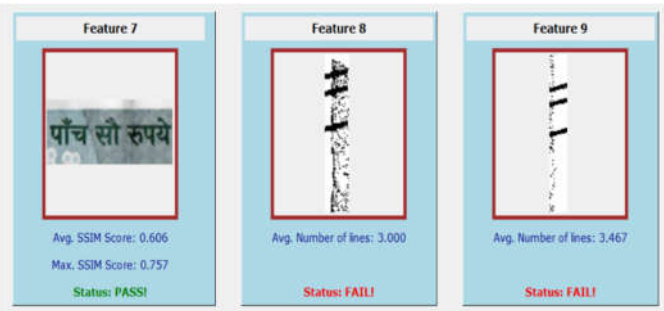 Feature 7
पाँच सौ रुपये
Avg. SSIM Score: 0.606
Max. SSIM Score: 0.757
Status: PASS!
Feature 8
Avg. Number of lines: 3.000
Status: FAIL!
Feature 9
Avg. Number of lines: 3.467
Status: FAIL!